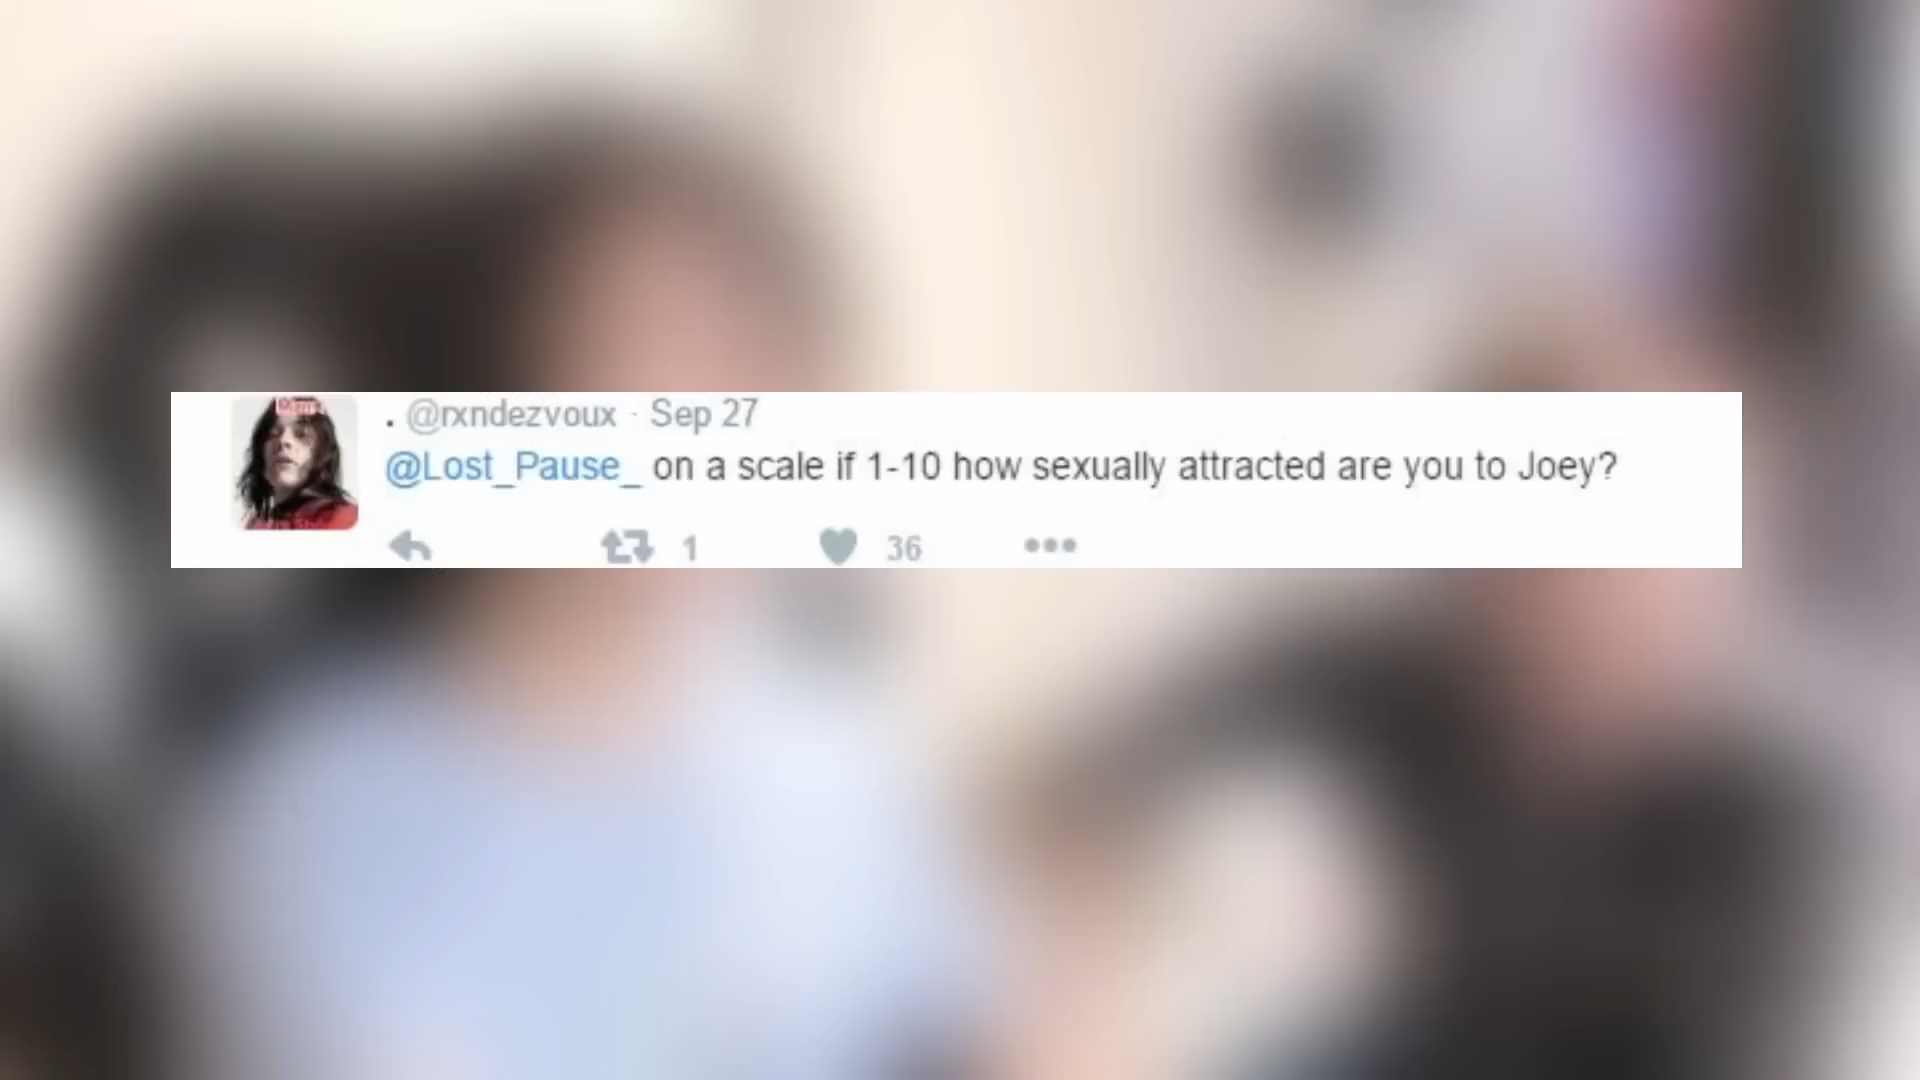 . @rxndezvoux · Sep 27
@Lost_Pause_ on a scale if 1-10 how sexually attracted are you to Joey?
1 36